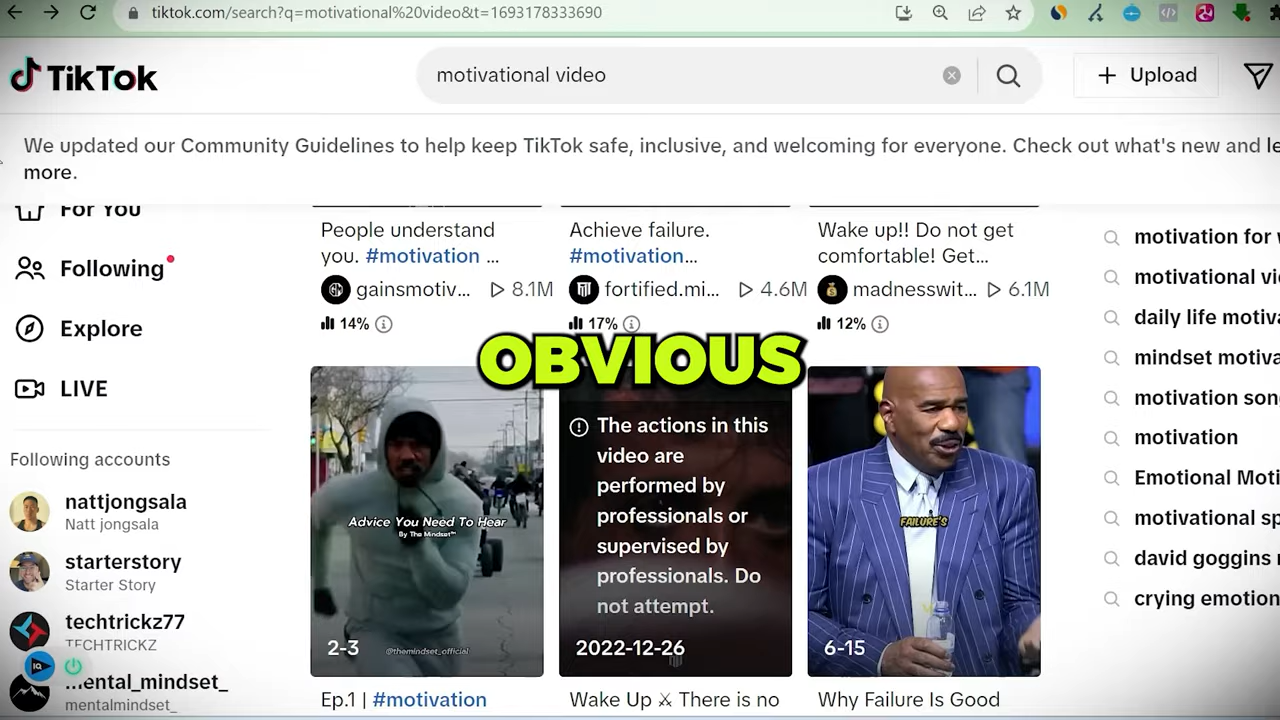 tiktok.com/search?q=motivational%20video&t=1693178333690
TikTok
motivational video
Upload
We updated our Community Guidelines to help keep TikTok safe, inclusive, and welcoming for everyone. Check out what's new and le
more.
For You
Following
Explore
LIVE
Following accounts
nattjongsala
Natt jongsala
starterstory
Starter Story
techtrickz77
TECHTRICKZ
mental_mindset_
mentalmindset_
People understand
you. #motivation ...
gainsmotiv... 8.1M
14%
Achieve failure.
#motivation...
fortified.mi... 4.6M
17%
Wake up!! Do not get
comfortable! Get...
madnesswit... 6.1M
12%
OBVIOUS
Advice You Need To Hear
By The Mindset™
2-3
@themindset_official
Ep.1 | #motivation
The actions in this
video are
performed by
professionals or
supervised by
professionals. Do
not attempt.
2022-12-26
Wake Up ⚔ There is no
FAILURE'S
6-15
Why Failure Is Good
motivation for
motivational vi
daily life motiva
mindset motiva
motivation son
motivation
Emotional Moti
motivational sp
david goggins
crying emotion